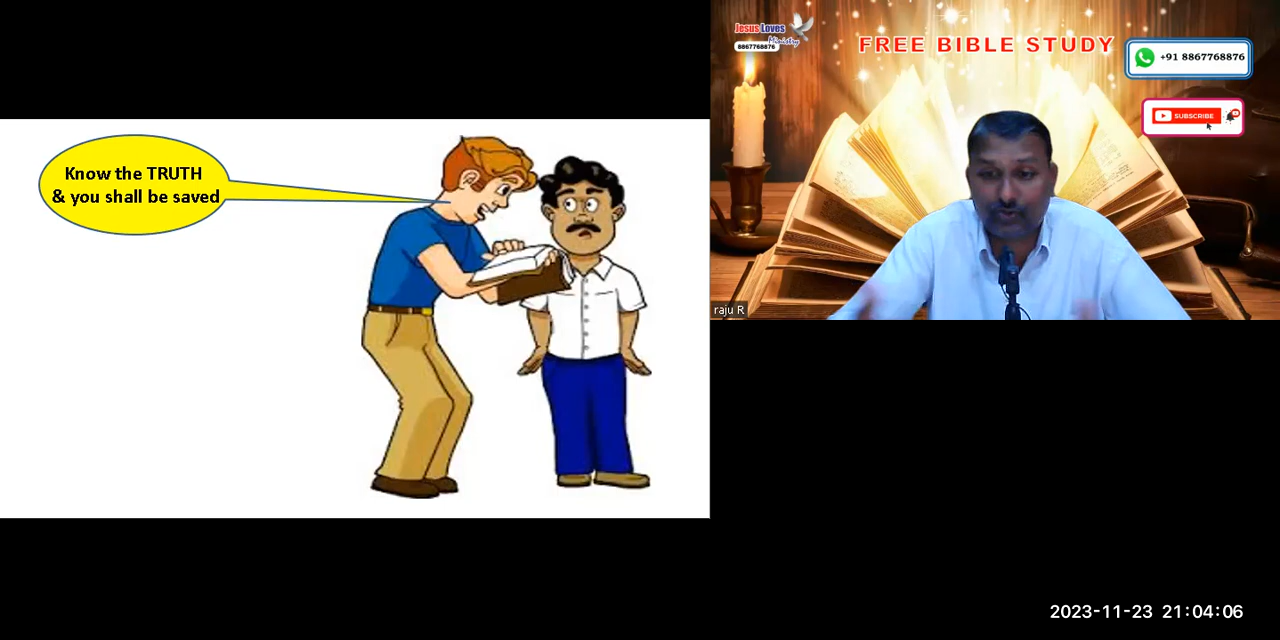 Know the TRUTH
& you shall be saved
Jesus Loves
Ministry
8867768876
FREE BIBLE STUDY
+91 8867768876
SUBSCRIBE
raju R
2023-11-23 21:04:06